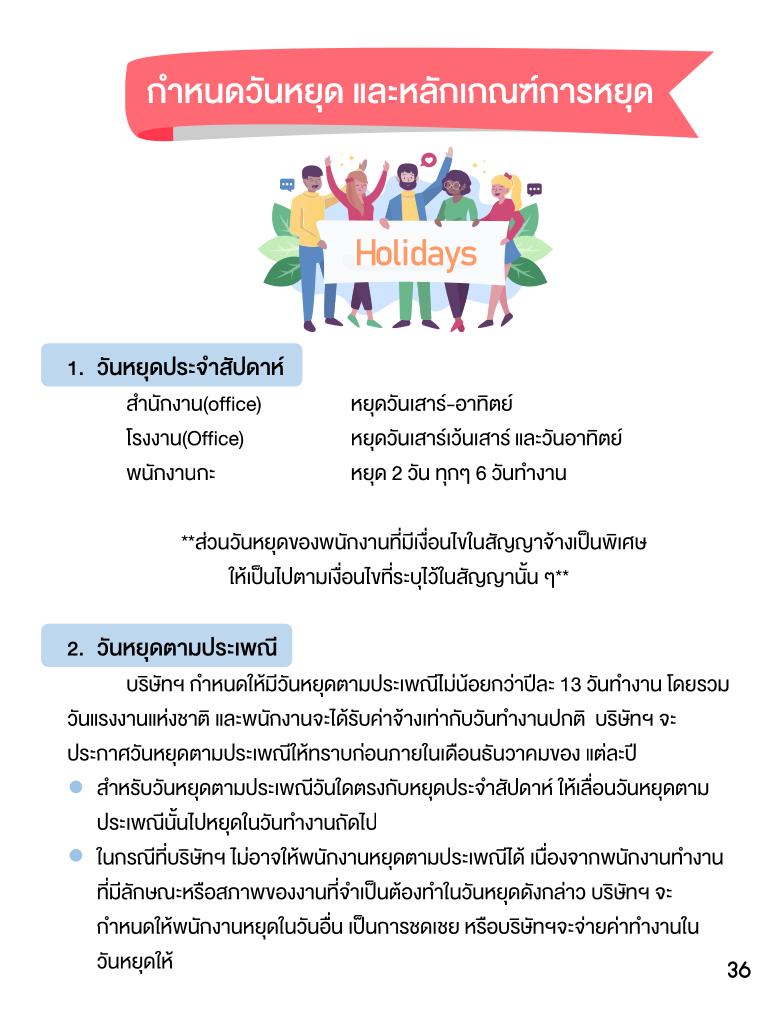 กำหนดวันหยุด และหลักเกณฑ์การหยุด
Holidays
1. วันหยุดประจำสัปดาห์
สำนักงาน(office) หยุดวันเสาร์-อาทิตย์
โรงงาน(Office) หยุดวันเสาร์เว้นเสาร์ และวันอาทิตย์
พนักงานกะ หยุด 2 วัน ทุกๆ 6 วันทำงาน
**ส่วนวันหยุดของพนักงานที่มีเงื่อนไขในสัญญาจ้างเป็นพิเศษ
ให้เป็นไปตามเงื่อนไขที่ระบุไว้ในสัญญานั้น ๆ**
2. วันหยุดตามประเพณี
บริษัทฯ กำหนดให้มีวันหยุดตามประเพณีไม่น้อยกว่าปีละ 13 วันทำงาน โดยรวม
วันแรงงานแห่งชาติ และพนักงานจะได้รับค่าจ้างเท่ากับวันทำงานปกติ บริษัทฯ จะ
ประกาศวันหยุดตามประเพณีให้ทราบก่อนภายในเดือนธันวาคมของ แต่ละปี
● สำหรับวันหยุดตามประเพณีวันใดตรงกับหยุดประจำสัปดาห์ ให้เลื่อนวันหยุดตาม
ประเพณีนั้นไปหยุดในวันทำงานถัดไป
● ในกรณีที่บริษัทฯ ไม่อาจให้พนักงานหยุดตามประเพณีได้ เนื่องจากพนักงานทำงาน
ที่มีลักษณะหรือสภาพของงานที่จำเป็นต้องทำในวันหยุดดังกล่าว บริษัทฯ จะ
กำหนดให้พนักงานหยุดในวันอื่น เป็นการชดเชย หรือบริษัทฯจะจ่ายค่าทำงานใน
วันหยุดให้
36